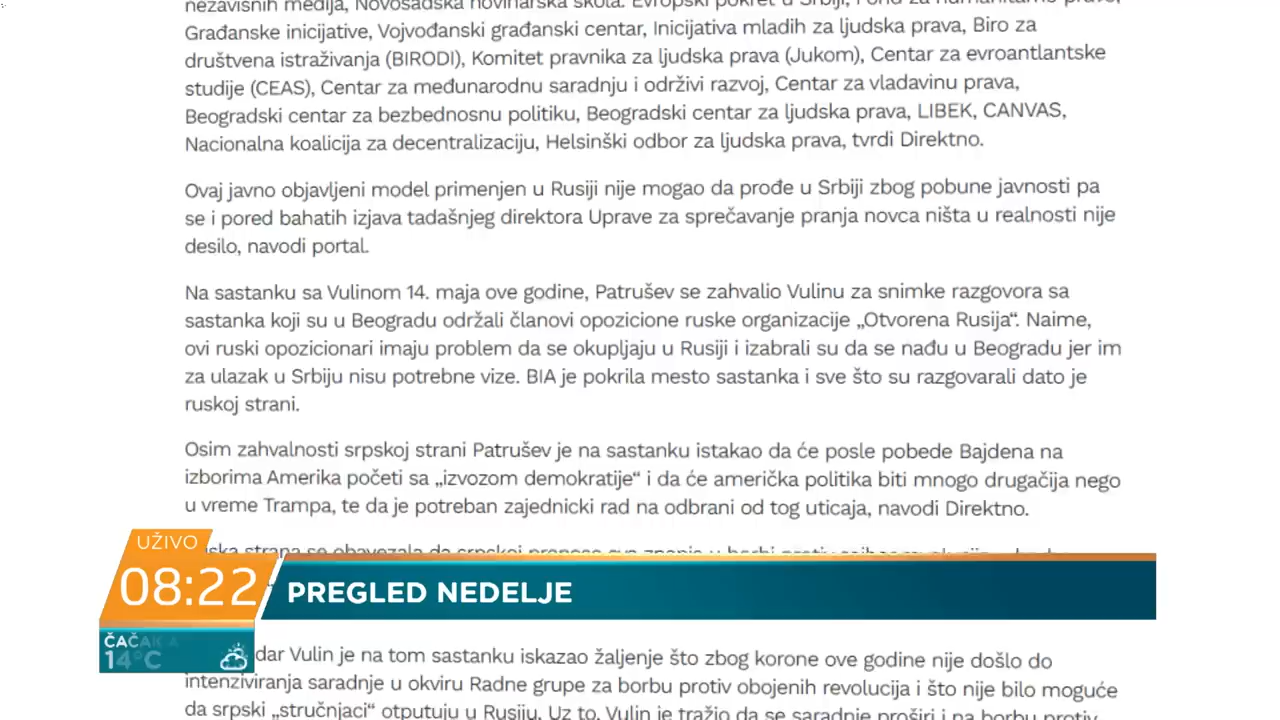 nezavisnih medija, Novosadska novinarska škola. Evropski pokret u Srbiji, Fond za humanitarno pravo,
Građanske inicijative, Vojvođanski građanski centar, Inicijativa mladih za ljudska prava, Biro za
društvena istraživanja (BIRODI), Komitet pravnika za ljudska prava (Jukom), Centar za evroantlantske
studije (CEAS), Centar za međunarodnu saradnju i održivi razvoj, Centar za vladavinu prava,
Beogradski centar za bezbednosnu politiku, Beogradski centar za ljudska prava, LIBEK, CANVAS,
Nacionalna koalicija za decentralizaciju, Helsinški odbor za ljudska prava, tvrdi Direktno.
Ovaj javno objavljeni model primenjen u Rusiji nije mogao da prođe u Srbiji zbog pobune javnosti pa
se i pored bahatih izjava tadašnjeg direktora Uprave za sprečavanje pranja novca ništa u realnosti nije
desilo, navodi portal.
Na sastanku sa Vulinom 14. maja ove godine, Patrušev se zahvalio Vulinu za snimke razgovora sa
sastanka koji su u Beogradu održali članovi opozicione ruske organizacije „Otvorena Rusija“. Naime,
ovi ruski opozicionari imaju problem da se okupljaju u Rusiji i izabrali su da se nađu u Beogradu jer im
za ulazak u Srbiju nisu potrebne vize. BIA je pokrila mesto sastanka i sve što su razgovarali dato je
ruskoj strani.
Osim zahvalnosti srpskoj strani Patrušev je na sastanku istakao da će posle pobede Bajdena na
izborima Amerika početi sa „izvozom demokratije“ i da će američka politika biti mnogo drugačija nego
u vreme Trampa, te da je potreban zajednicki rad na odbrani od tog uticaja, navodi Direktno.
strana se obavezala da srpskoj prenese sva znanja u borbi protiv
UŽIVO
08:22
PREGLED NEDELJE
ČAČAK
14°C
dar Vulin je na tom sastanku iskazao žaljenje što zbog korone ove godine nije došlo do
intenziviranja saradnje u okviru Radne grupe za borbu protiv obojenih revolucija i što nije bilo moguće
da srpski „stručnjaci“ otputuju u Rusiju. Uz to, Vulin je tražio da se saradnje proširi i na borbu protiv